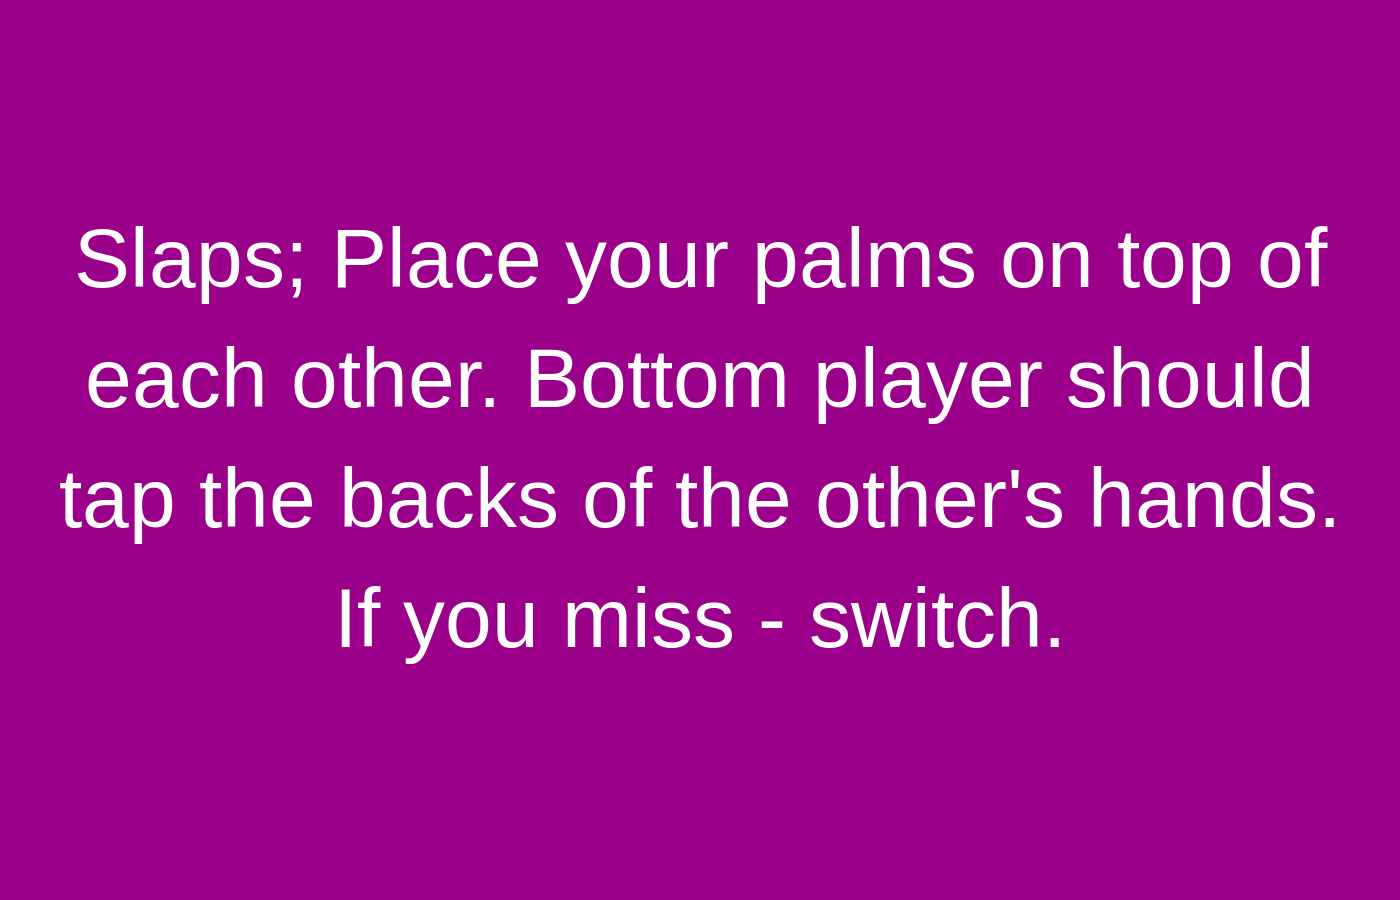 Slaps; Place your palms on top of
each other. Bottom player should
tap the backs of the other's hands.
If you miss - switch.